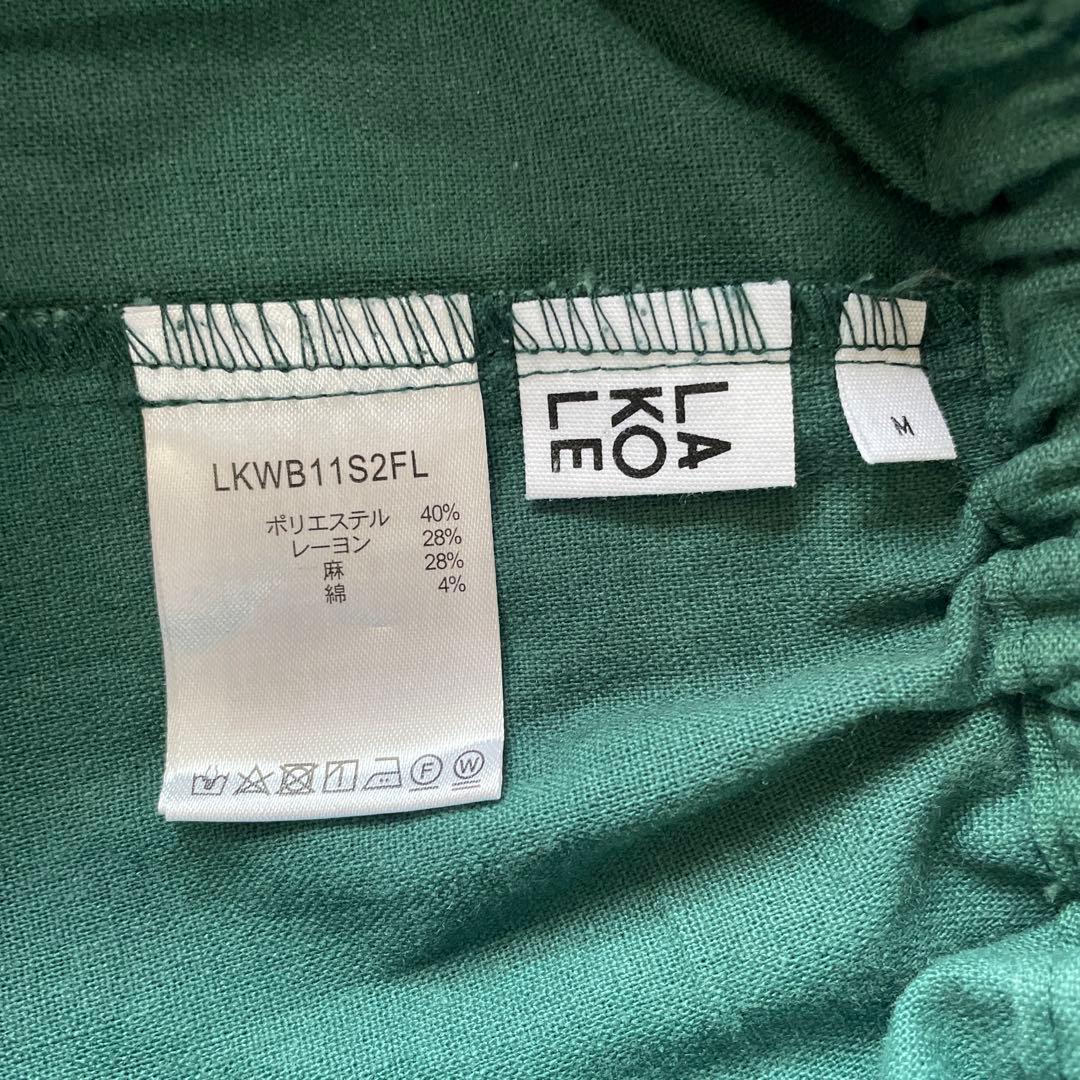 LKWB11S2FL
ポリエステル 40%
レーヨン 28%
麻 28%
綿 4%
F W
LA
KO
LE
M